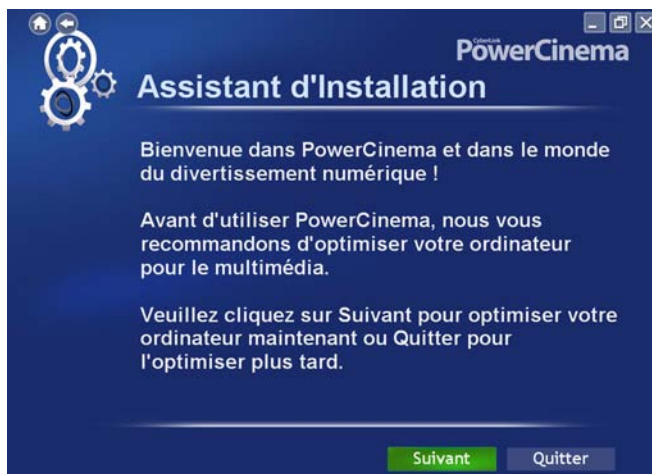 CyberLink
PowerCinema
Assistant d'Installation
Bienvenue dans PowerCinema et dans le monde
du divertissement numérique !
Avant d'utiliser PowerCinema, nous vous
recommandons d'optimiser votre ordinateur
pour le multimédia.
Veuillez cliquez sur Suivant pour optimiser votre
ordinateur maintenant ou Quitter pour
l'optimiser plus tard.
Suivant
Quitter